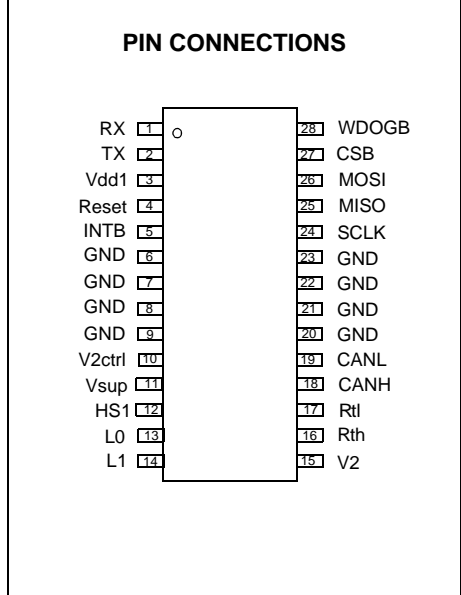 PIN CONNECTIONS
RX 1 28 WDOGB
TX 2 27 CSB
Vdd1 3 26 MOSI
Reset 4 25 MISO
INTB 5 24 SCLK
GND 6 23 GND
GND 7 22 GND
GND 8 21 GND
GND 9 20 GND
V2ctrl 10 19 CANL
Vsup 11 18 CANH
HS1 12 17 Rtl
L0 13 16 Rth
L1 14 15 V2